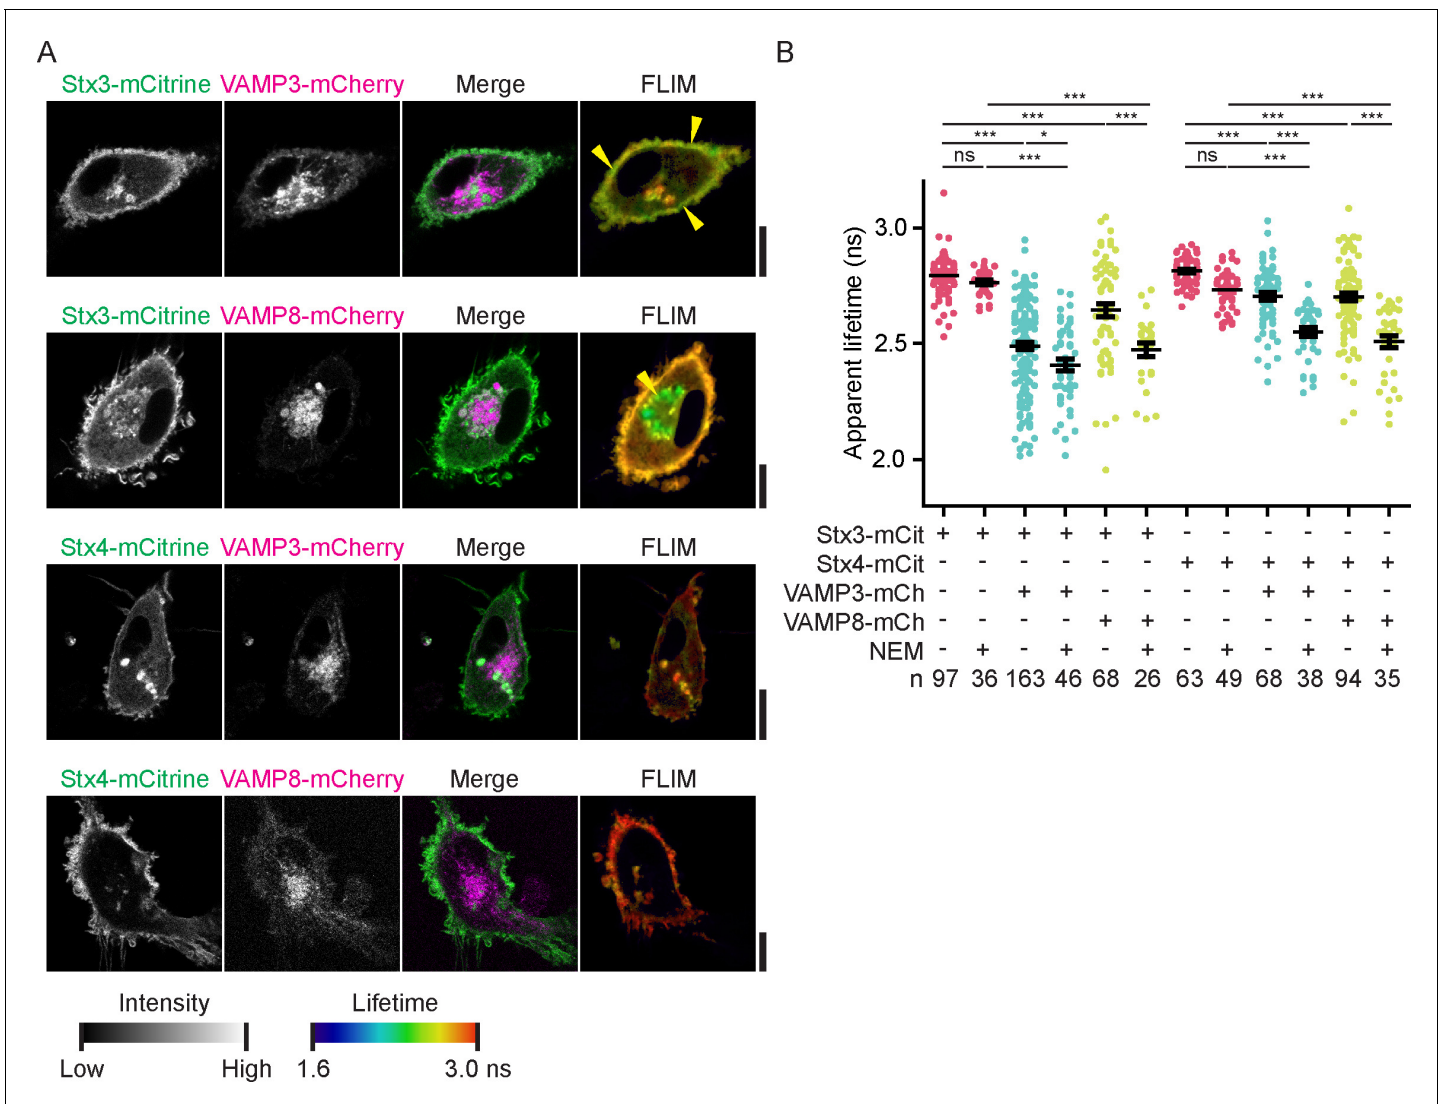 A
Stx3-mCitrine VAMP3-mCherry Merge FLIM
Stx3-mCitrine VAMP8-mCherry Merge FLIM
Stx4-mCitrine VAMP3-mCherry Merge FLIM
Stx4-mCitrine VAMP8-mCherry Merge FLIM
Intensity Lifetime
Low High 1.6 3.0 ns
B
*** ***
*** *** *** ***
*** * *** ***
ns *** ns ***
Apparent lifetime (ns)
3.0
2.5
2.0
Stx3-mCit + + + + + + - - - - - -
Stx4-mCit - - - - - - + + + + + +
VAMP3-mCh - - + + - - - - + + - -
VAMP8-mCh - - - - + + - - - - + +
NEM - + - + - + - + - + - +
n 97 36 163 46 68 26 63 49 68 38 94 35